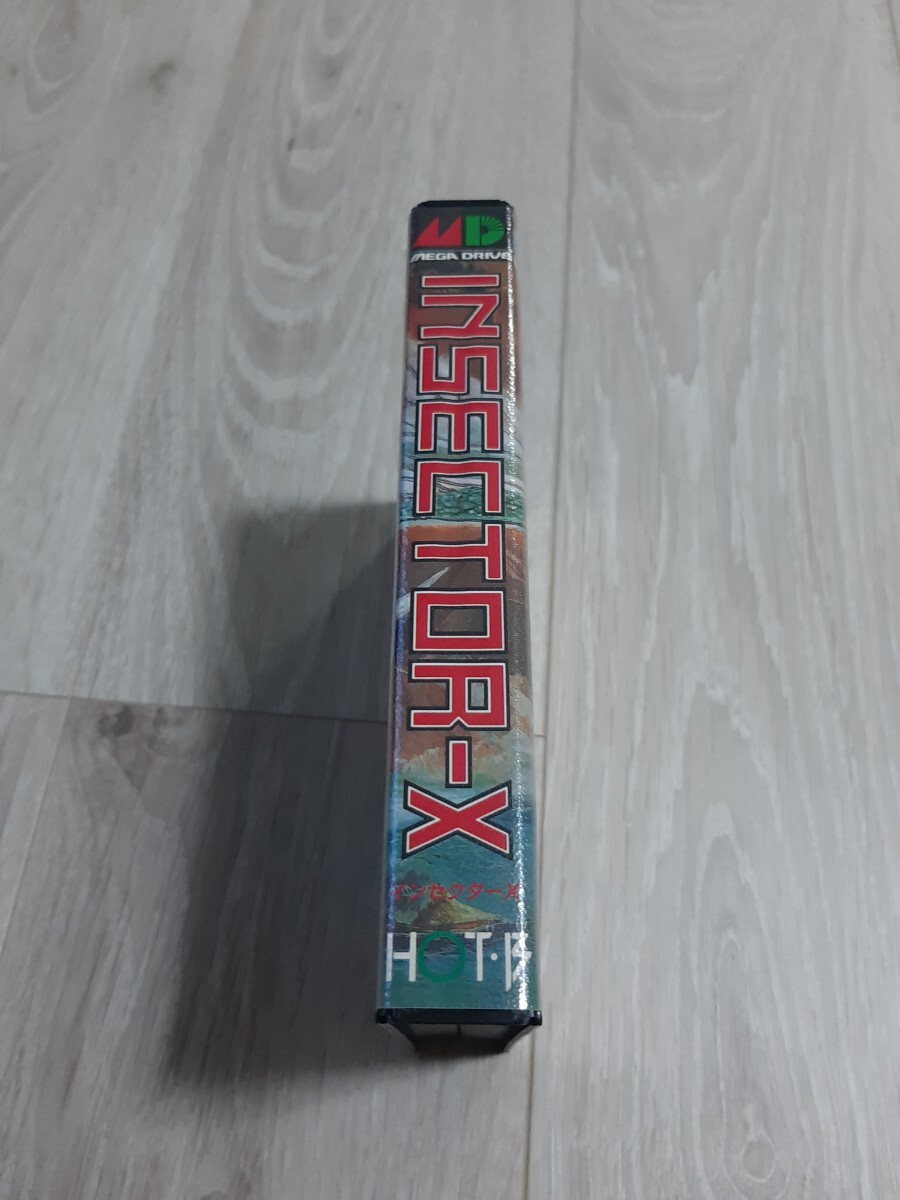 MD
MEGA DRIVE
INSECTOR-X
インセクターX
HOT·B